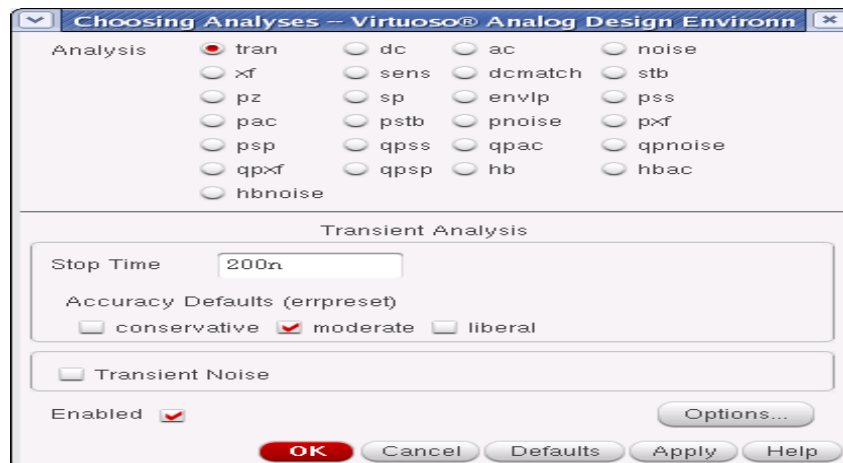 Choosing Analyses -- Virtuoso® Analog Design Environn
Analysis tran dc ac noise
xf sens dcmatch stb
pz sp envlp pss
pac pstb pnoise pxf
psp qpss qpac qpnoise
qpxf qpsp hb hbac
hbnoise
Transient Analysis
Stop Time 200n
Accuracy Defaults (errpreset)
conservative moderate liberal
Transient Noise
Enabled Options...
OK Cancel Defaults Apply Help